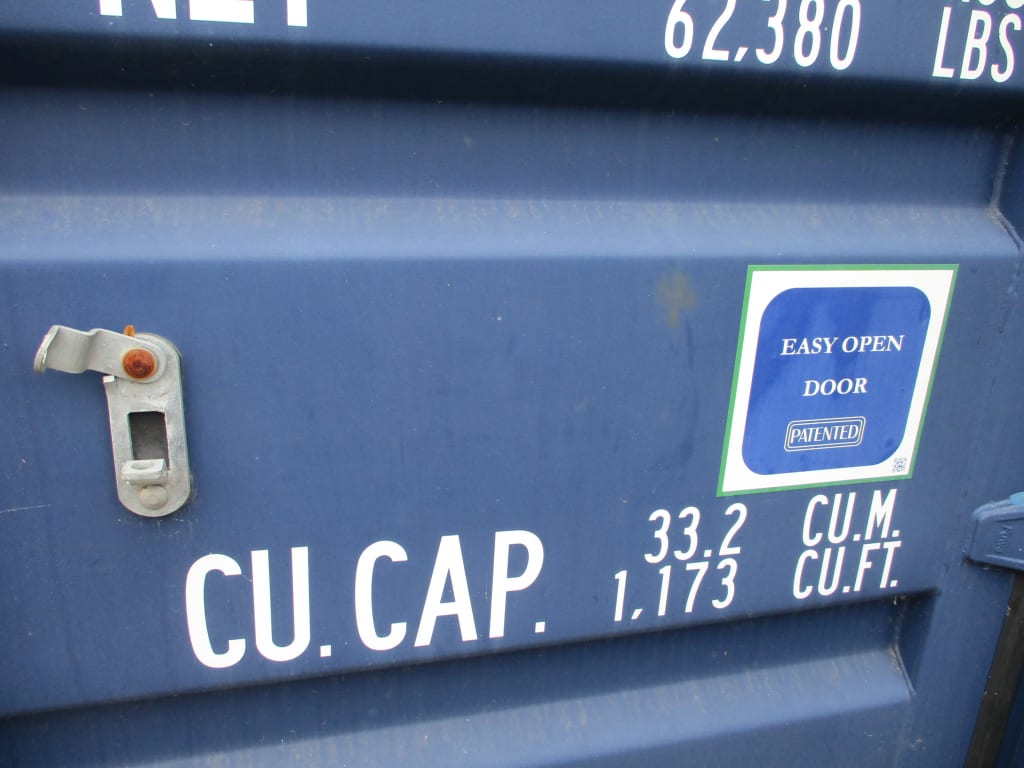 62,380 LBS
EASY OPEN
DOOR
PATENTED
CU. CAP. 33.2 CU.M.
1,173 CU.FT.